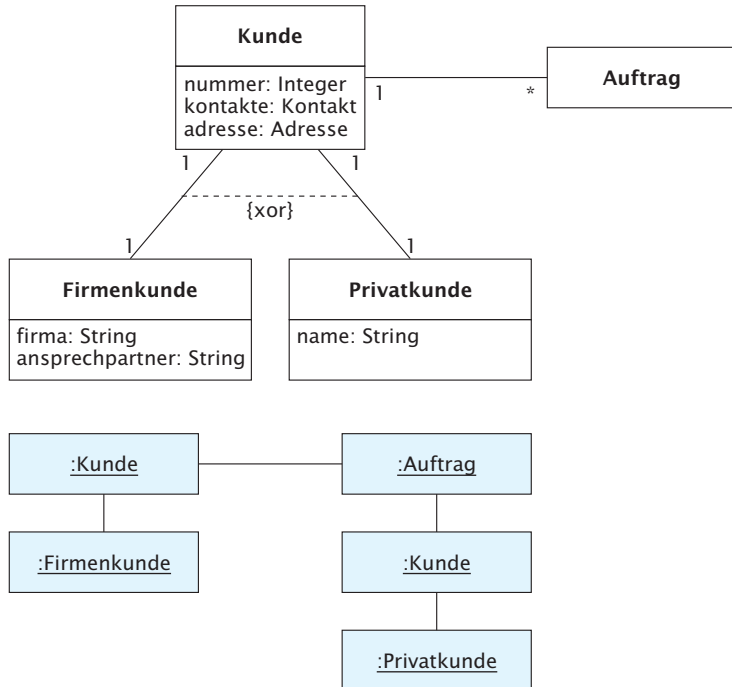 Kunde
nummer: Integer
kontakte: Kontakt
adresse: Adresse
1
*
Auftrag
1
1
{xor}
1
1
Firmenkunde
firma: String
ansprechpartner: String
Privatkunde
name: String
:Kunde
:Auftrag
:Firmenkunde
:Kunde
:Privatkunde